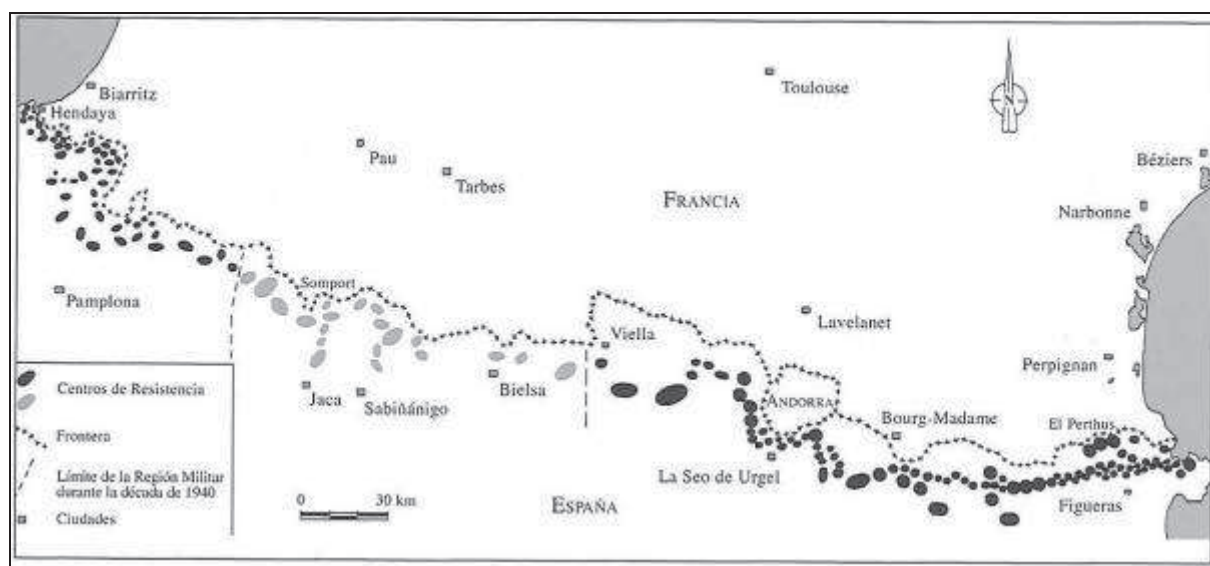 Biarritz
Hendaya
Toulouse
N
Pau
Tarbes
Béziers
FRANCIA
Narbonne
Somport
Pamplona
Viella
Lavelanet
Perpignan
Centros de Resistencia
Jaca
Sabiñánigo
Bielsa
ANDORRA
Bourg-Madame
El Perthus
Frontera
Límite de la Región Militar
durante la década de 1940
Ciudades
La Seo de Urgel
Figueras
0 30 km
ESPAÑA